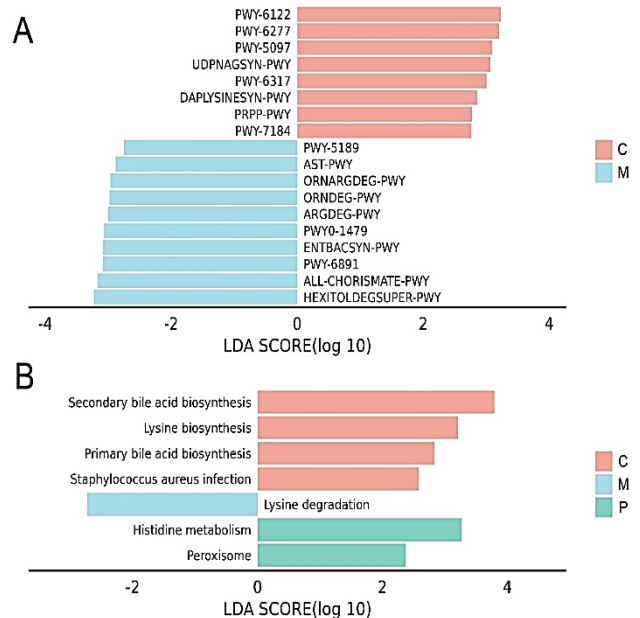 A
PWY-6122
PWY-6277
PWY-5097
UDPNAGSYN-PWY
PWY-6317
DAPLYSINESYN-PWY
PRPP-PWY
PWY-7184
PWY-5189
AST-PWY
ORNARGDEG-PWY
ORNDEG-PWY
ARGDEG-PWY
PWY0-1479
ENTBACSYN-PWY
PWY-6891
ALL-CHORISMATE-PWY
HEXITOLDEGSUPER-PWY
C
M
-4 -2 0 2 4
LDA SCORE(log 10)
B
Secondary bile acid biosynthesis
Lysine biosynthesis
Primary bile acid biosynthesis
Staphylococcus aureus infection
Lysine degradation
Histidine metabolism
Peroxisome
C
M
P
-2 0 2 4
LDA SCORE(log 10)